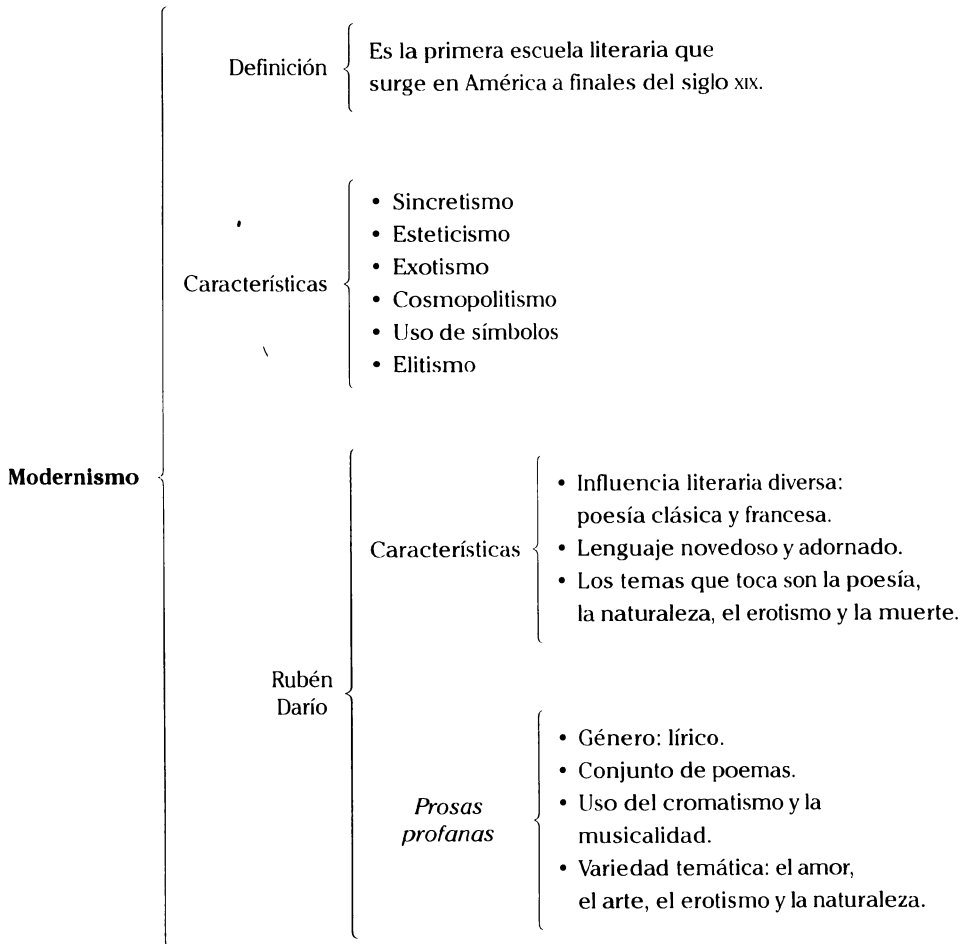 Definición
Es la primera escuela literaria que
surge en América a finales del siglo XIX.
Características
• Sincretismo
• Esteticismo
• Exotismo
• Cosmopolitismo
• Uso de símbolos
• Elitismo
Modernismo
Rubén
Darío
Características
• Influencia literaria diversa:
poesía clásica y francesa.
• Lenguaje novedoso y adornado.
• Los temas que toca son la poesía,
la naturaleza, el erotismo y la muerte.
Prosas
profanas
• Género: lírico.
• Conjunto de poemas.
• Uso del cromatismo y la
musicalidad.
• Variedad temática: el amor,
el arte, el erotismo y la naturaleza.